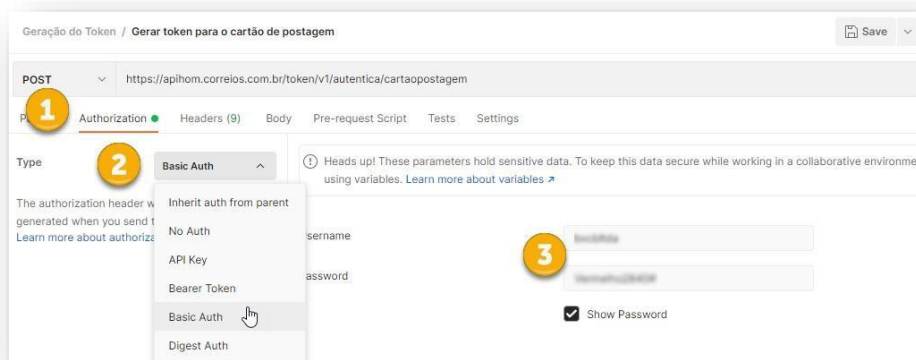 Geração do Token / Gerar token para o cartão de postagem
Save
POST
https://apihom.correios.com.br/token/v1/autentica/cartaopostagem
1
Authorization
Headers (9)
Body
Pre-request Script
Tests
Settings
Type
2
Basic Auth
Heads up! These parameters hold sensitive data. To keep this data secure while working in a collaborative environme
using variables. Learn more about variables
The authorization header w
generated when you send t
Learn more about authoriza
Inherit auth from parent
No Auth
API Key
Bearer Token
Basic Auth
Digest Auth
sername
assword
3
Show Password